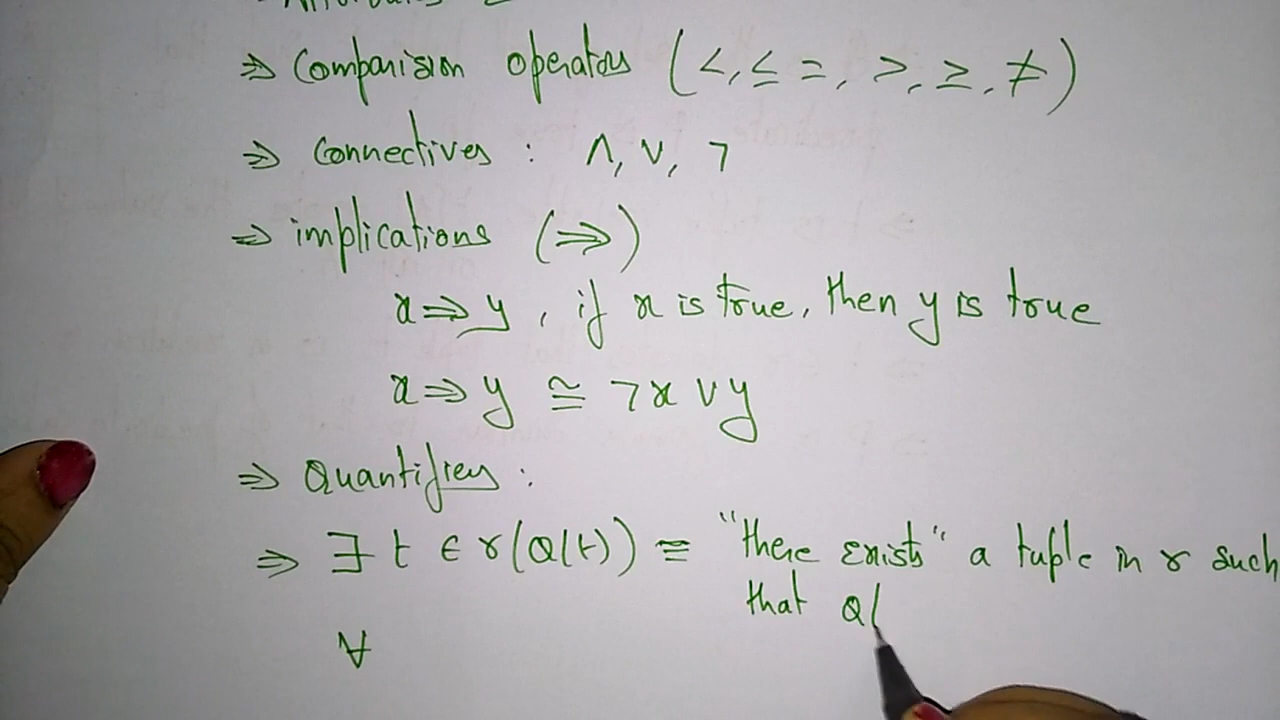 ⇒ Comparision operators (<, ≤ =, >, ≥, ≠)
⇒ Connectives : ∧, ∨, ¬
⇒ implications (⇒)
x ⇒ y, if x is true, then y is true
x ⇒ y ≅ ¬x ∨ y
⇒ Quantifiers :
⇒ ∃ t ∈ r(Q(t)) ≡ "there exists" a tuple in r such
that Q(
∀